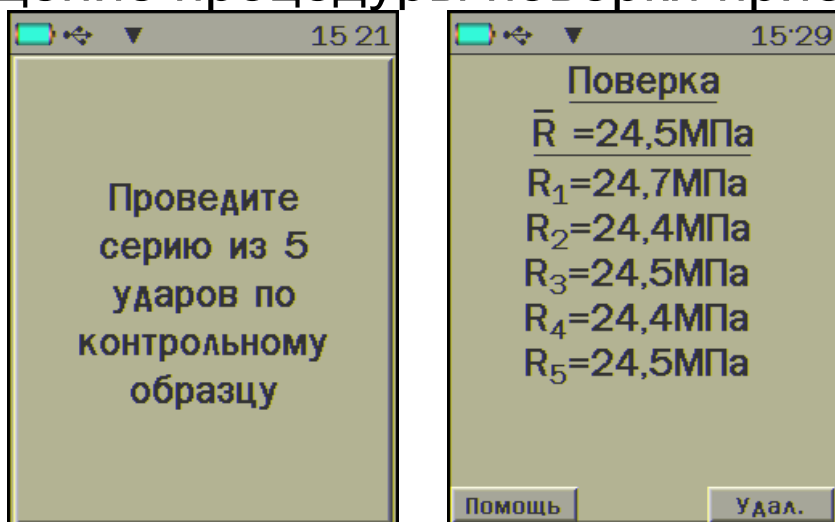 15 21
Проведите
серию из 5
ударов по
контрольному
образцу
15:29
Поверка
R̄ =24,5МПа
R₁=24,7МПа
R₂=24,4МПа
R₃=24,5МПа
R₄=24,4МПа
R₅=24,5МПа
Помощь
Удал.